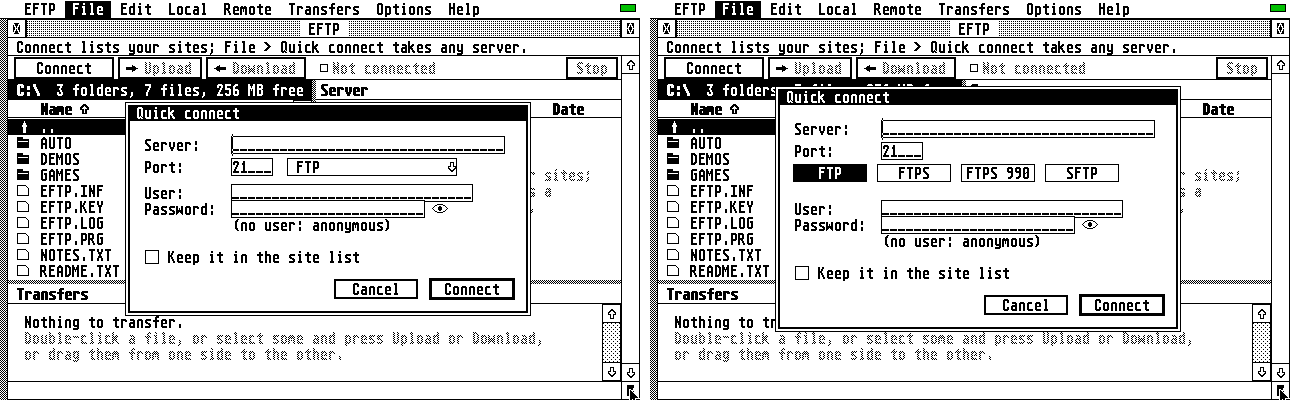 EFTP File Edit Local Remote Transfers Options Help
EFTP
Connect lists your sites; File > Quick connect takes any server.
Connect → Upload ← Download Not connected Stop
C:\ 3 folders, 7 files, 256 MB free Server
Name Date
..
AUTO
DEMOS
GAMES
EFTP.INF
EFTP.KEY
EFTP.LOG
EFTP.PRG
NOTES.TXT
README.TXT
sites;
a
Quick connect
Server:
Port: 21___ FTP
User:
Password:
(no user: anonymous)
Keep it in the site list
Cancel Connect
Transfers
Nothing to transfer.
Double-click a file, or select some and press Upload or Download,
or drag them from one side to the other.
EFTP File Edit Local Remote Transfers Options Help
EFTP
Connect lists your sites; File > Quick connect takes any server.
Connect → Upload ← Download Not connected Stop
C:\ 3 folders
Name Date
..
AUTO
DEMOS
GAMES
EFTP.INF
EFTP.KEY
EFTP.LOG
EFTP.PRG
NOTES.TXT
README.TXT
sites;
a
Quick connect
Server:
Port: 21___
FTP FTPS FTPS 990 SFTP
User:
Password:
(no user: anonymous)
Keep it in the site list
Cancel Connect
Transfers
Nothing to
Double-click a file, or select some and press Upload or Download,
or drag them from one side to the other.